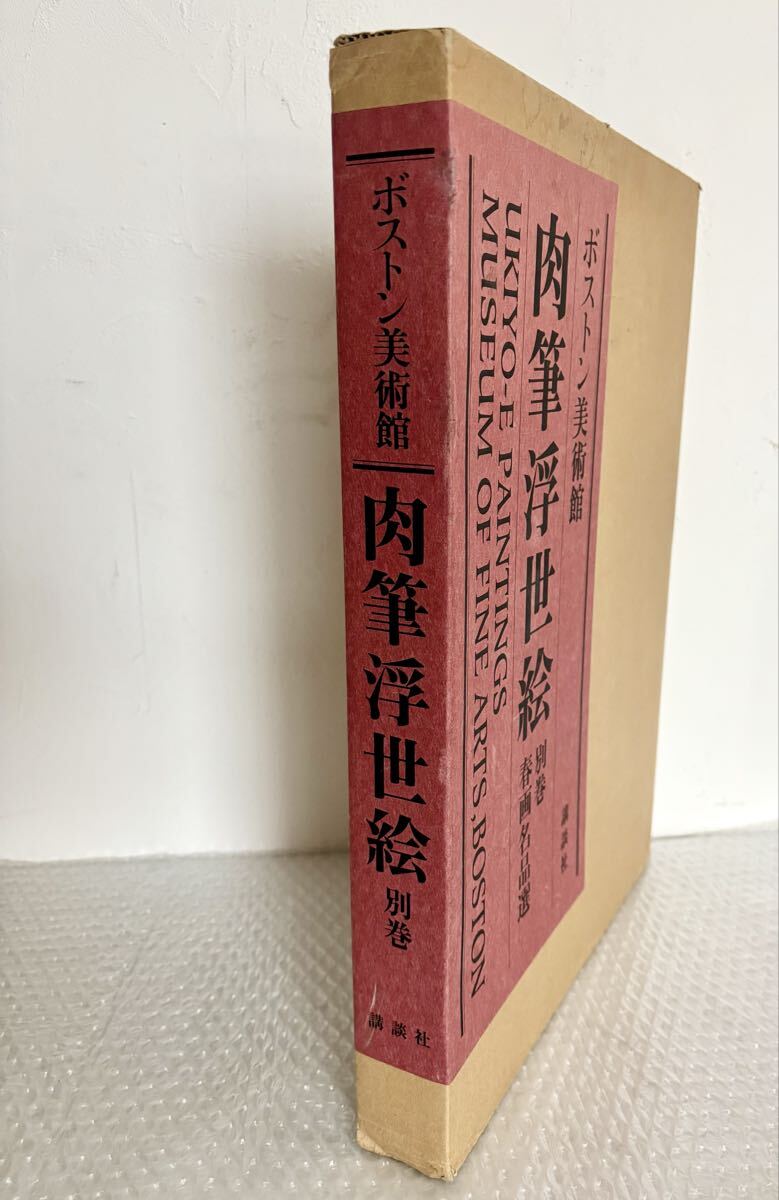 ボストン美術館
肉筆浮世絵 別巻
講談社
ボストン美術館
肉筆浮世絵 別巻 春画名品選
UKIYO-E PAINTINGS
MUSEUM OF FINE ARTS, BOSTON
講談社